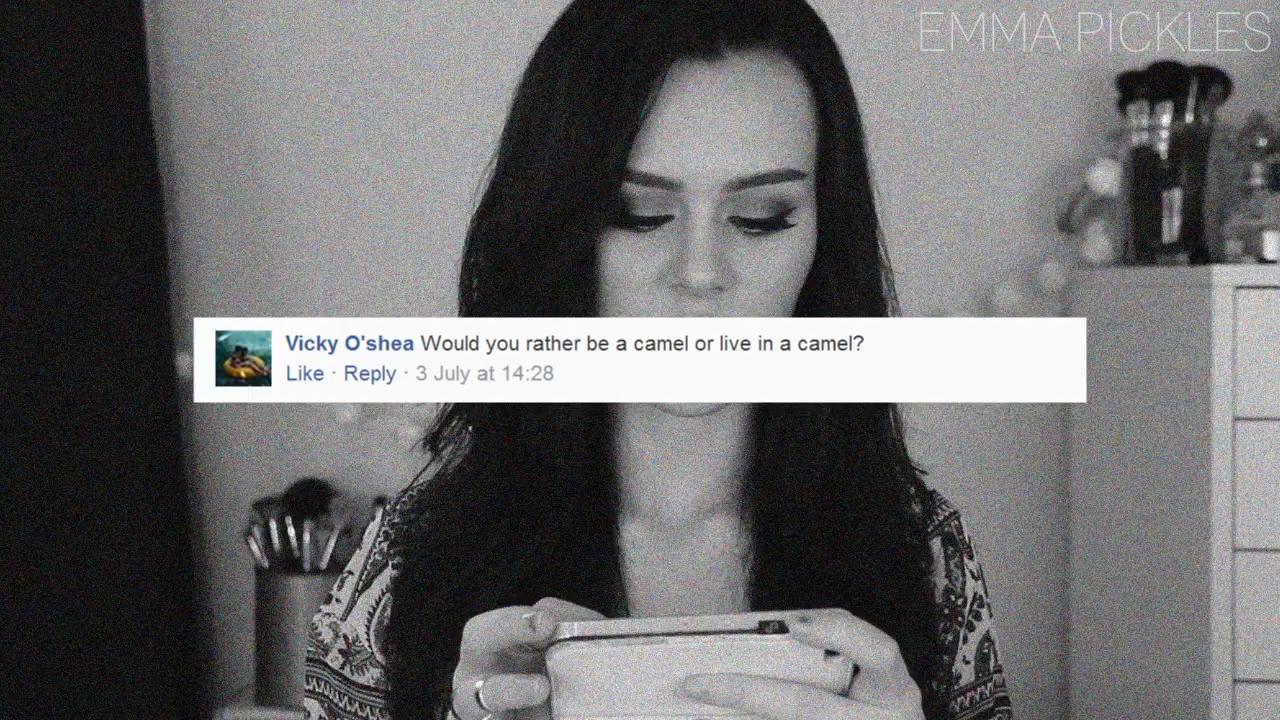 EMMA PICKLES
Vicky O'shea Would you rather be a camel or live in a camel?
Like · Reply · 3 July at 14:28